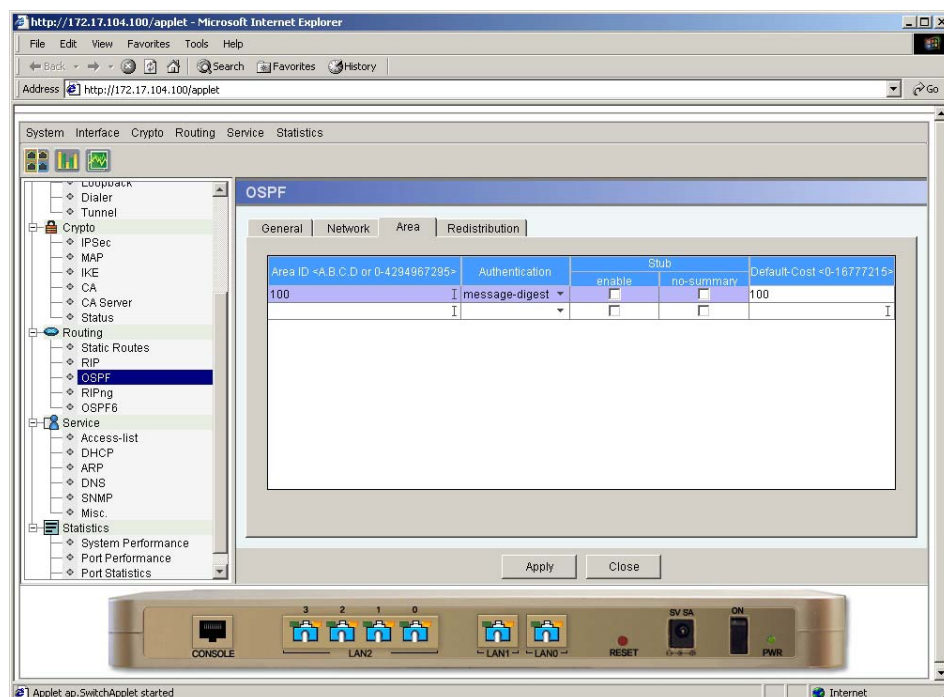 http://172.17.104.100/applet - Microsoft Internet Explorer
File Edit View Favorites Tools Help
Back Search Favorites History
Address http://172.17.104.100/applet Go
System Interface Crypto Routing Service Statistics
Loopback
Dialer
Tunnel
Crypto
IPSec
MAP
IKE
CA
CA Server
Status
Routing
Static Routes
RIP
OSPF
RIPng
OSPF6
Service
Access-list
DHCP
ARP
DNS
SNMP
Misc.
Statistics
System Performance
Port Performance
Port Statistics
OSPF
General Network Area Redistribution
Area ID <A.B.C.D or 0-4294967295> Authentication Stub Default-Cost <0-16777215>
enable no-summary
100 message-digest 100
Apply Close
3 2 1 0 5V 5A ON
CONSOLE LAN2 LAN1 LAN0 RESET PWR
Applet ap.SwitchApplet started Internet